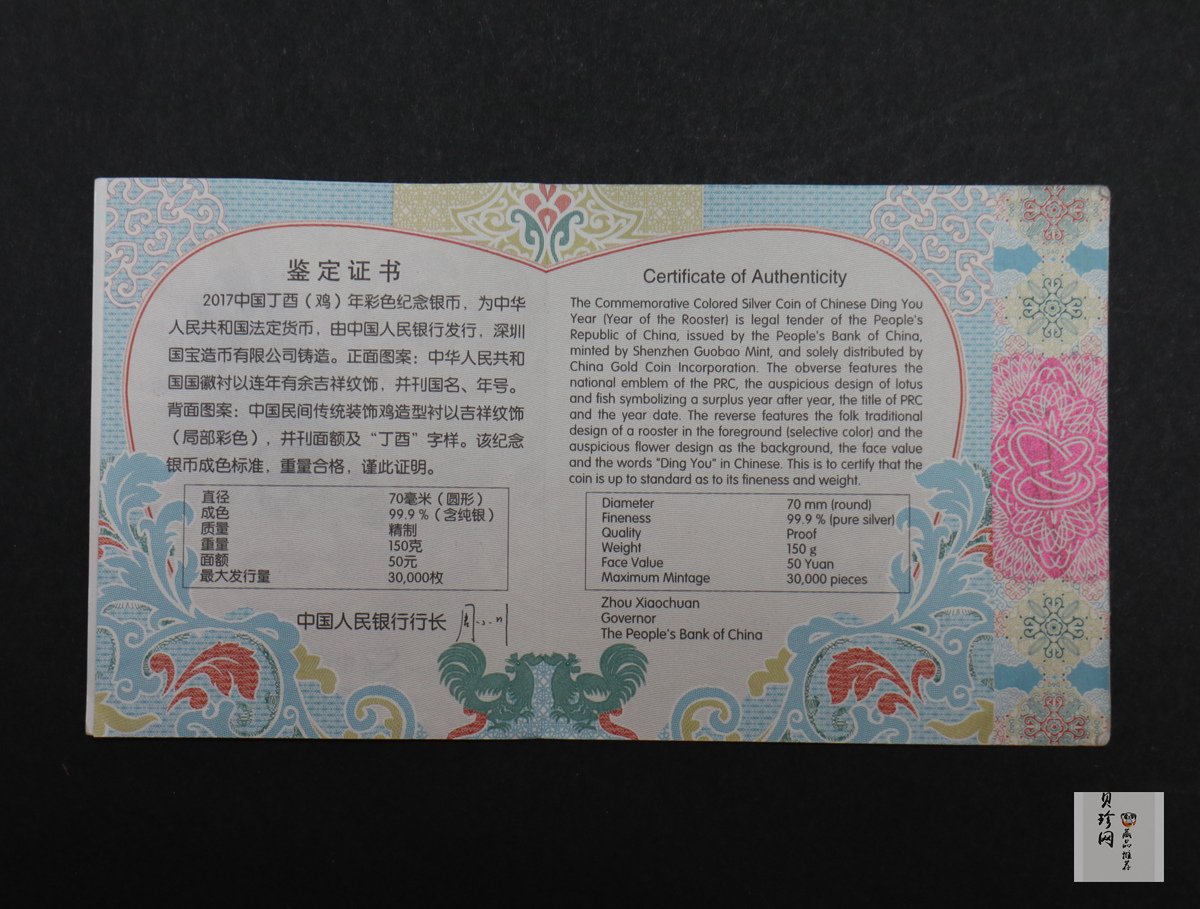 鉴定证书
2017中国丁酉（鸡）年彩色纪念银币，为中华
人民共和国法定货币，由中国人民银行发行，深圳
国宝造币有限公司铸造。正面图案：中华人民共和
国国徽衬以连年有余吉祥纹饰，并刊国名、年号。
背面图案：中国民间传统装饰鸡造型衬以吉祥纹饰
（局部彩色），并刊面额及“丁酉”字样。该纪念
银币成色标准，重量合格，谨此证明。
直径 70毫米（圆形）
成色 99.9％（含纯银）
质量 精制
重量 150克
面额 50元
最大发行量 30,000枚
中国人民银行行长
Certificate of Authenticity
The Commemorative Colored Silver Coin of Chinese Ding You
Year (Year of the Rooster) is legal tender of the People's
Republic of China, issued by the People's Bank of China,
minted by Shenzhen Guobao Mint, and solely distributed by
China Gold Coin Incorporation. The obverse features the
national emblem of the PRC, the auspicious design of lotus
and fish symbolizing a surplus year after year, the title of PRC
and the year date. The reverse features the folk traditional
design of a rooster in the foreground (selective color) and the
auspicious flower design as the background, the face value
and the words "Ding You" in Chinese. This is to certify that the
coin is up to standard as to its fineness and weight.
Diameter 70 mm (round)
Fineness 99.9 % (pure silver)
Quality Proof
Weight 150 g
Face Value 50 Yuan
Maximum Mintage 30,000 pieces
Zhou Xiaochuan
Governor
The People's Bank of China
贝珍网
藏品推荐